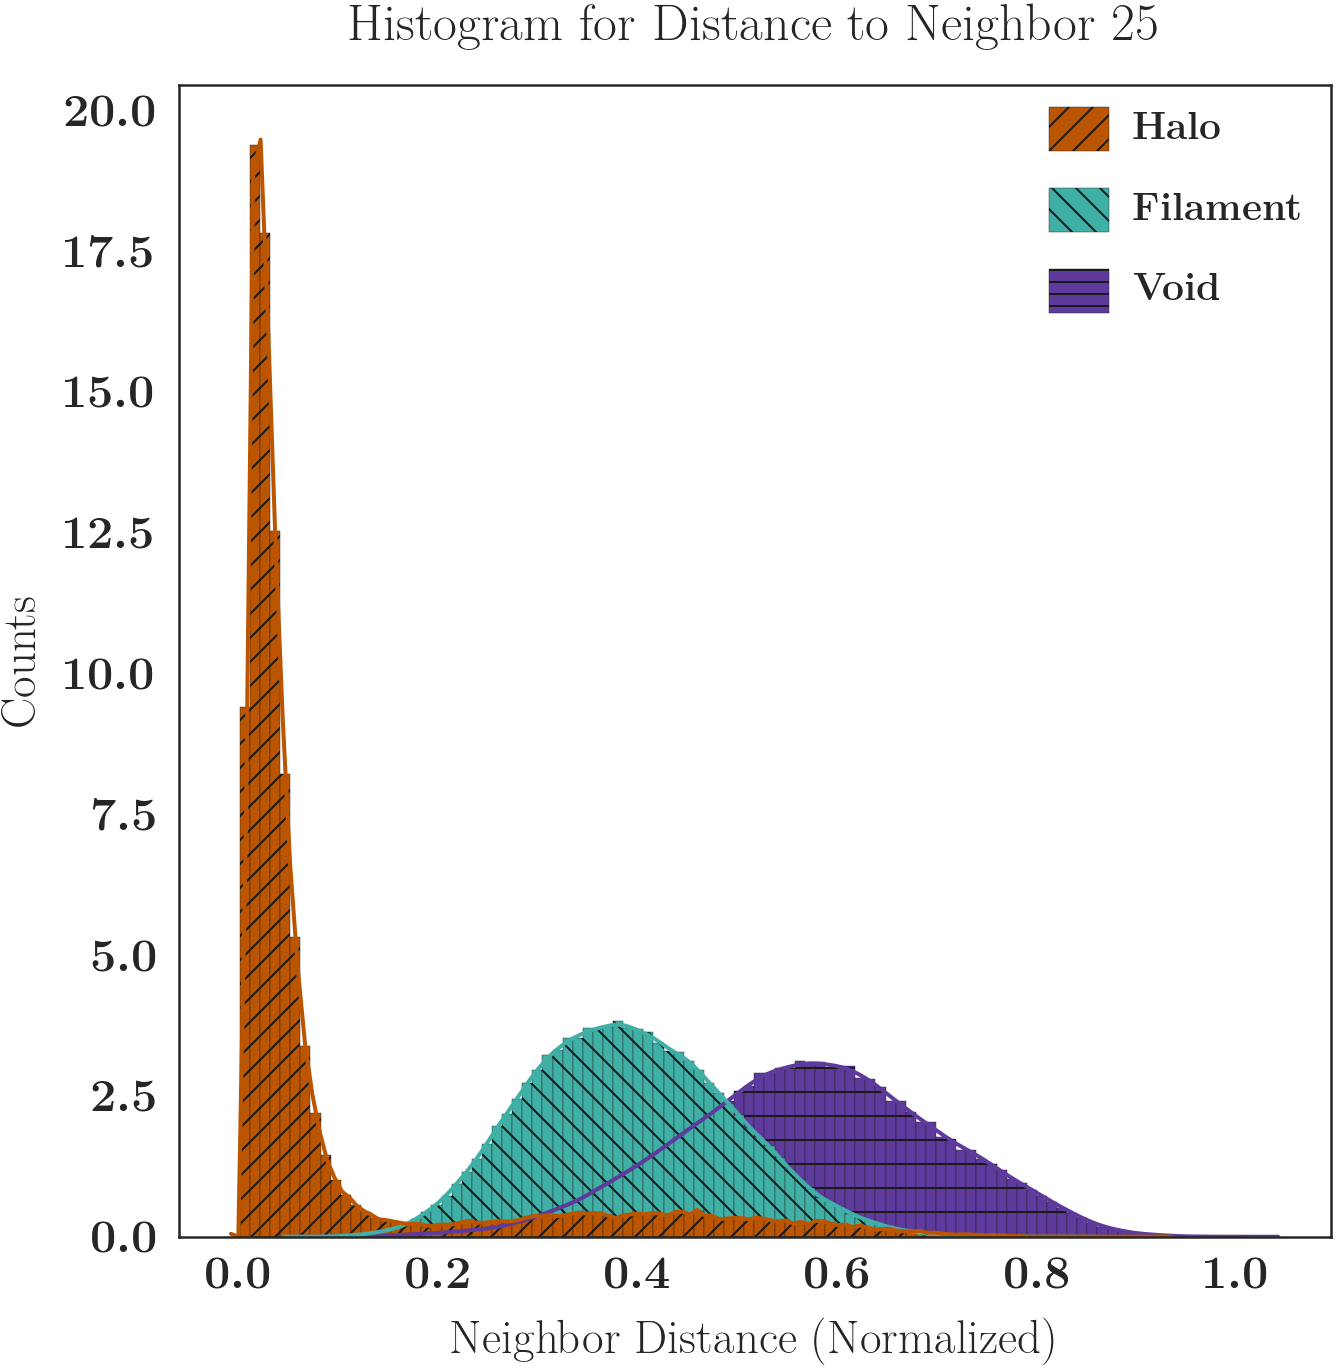 Histogram for Distance to Neighbor 25
Halo
Filament
Void
20.0
17.5
15.0
12.5
10.0
7.5
5.0
2.5
0.0
Counts
0.0 0.2 0.4 0.6 0.8 1.0
Neighbor Distance (Normalized)